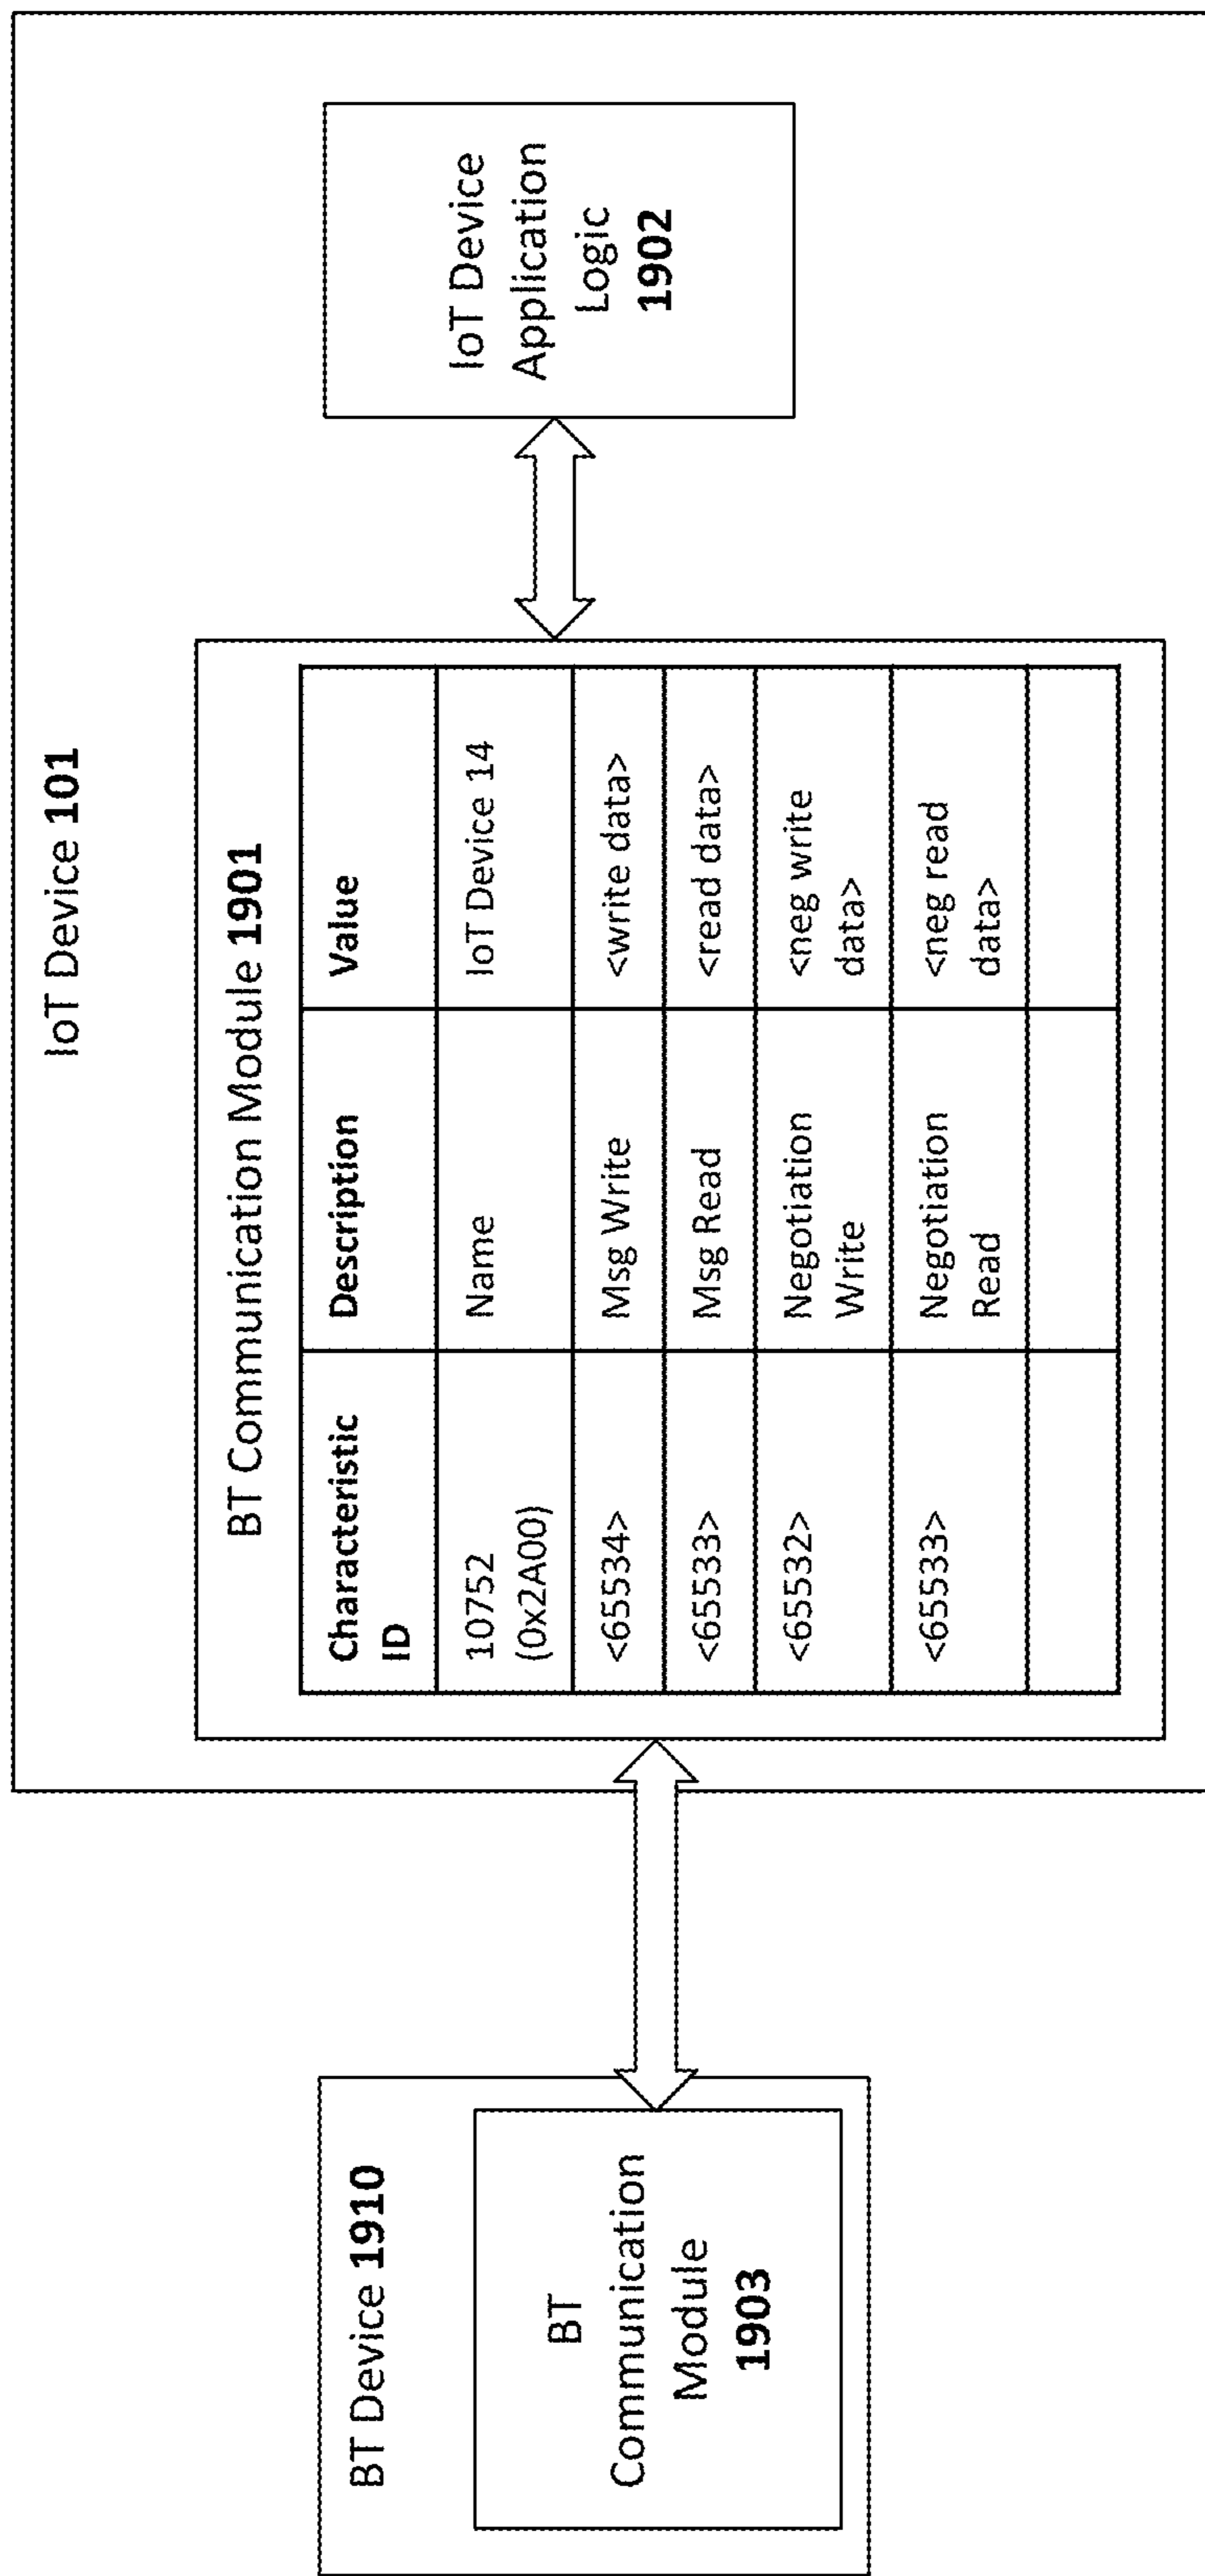 IoT Device 101
BT Device 1910
BT
Communication
Module
1903
BT Communication Module 1901
Characteristic ID	Description	Value
10752 (0x2A00)	Name	IoT Device 14
<65534>	Msg Write	<write data>
<65533>	Msg Read	<read data>
<65532>	Negotiation Write	<neg write data>
<65533>	Negotiation Read	<neg read data>
IoT Device
Application
Logic
1902